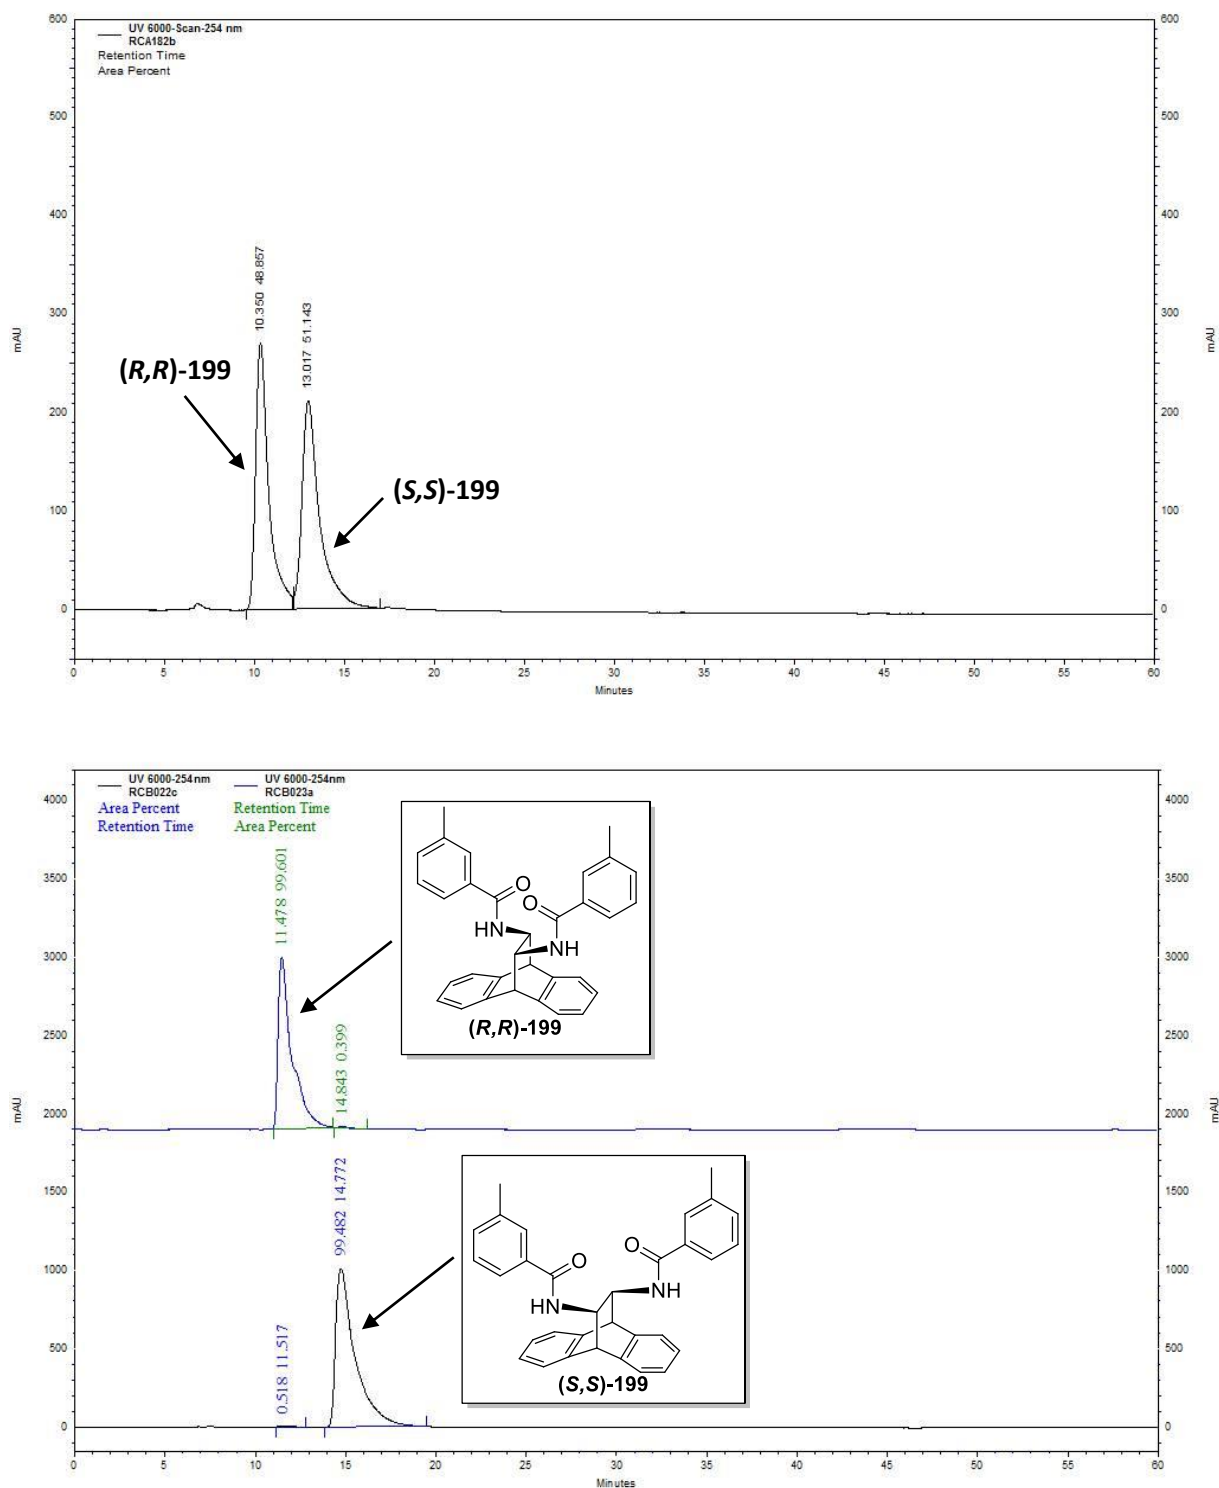 600
600
UV 6000-Scan-254 nm
RCA182b
Retention Time
Area Percent
500
500
400
400
10.350 48.857
13.017 51.143
300
300
mAU
mAU
(R,R)-199
200
200
(S,S)-199
100
100
0
0
0 5 10 15 20 25 30 35 40 45 50 55 60
Minutes
UV 6000-254nm
RCB022c
Area Percent
Retention Time
UV 6000-254nm
RCB023a
Retention Time
Area Percent
4000
4000
3500
3500
11.478 99.601
O
O
HN
NH
(R,R)-199
3000
3000
2500
2500
14.843 0.399
mAU
mAU
2000
2000
1500
1500
99.482 14.772
O
O
HN
NH
(S,S)-199
1000
1000
500
500
0.518 11.517
0
0
0 5 10 15 20 25 30 35 40 45 50 55 60
Minutes